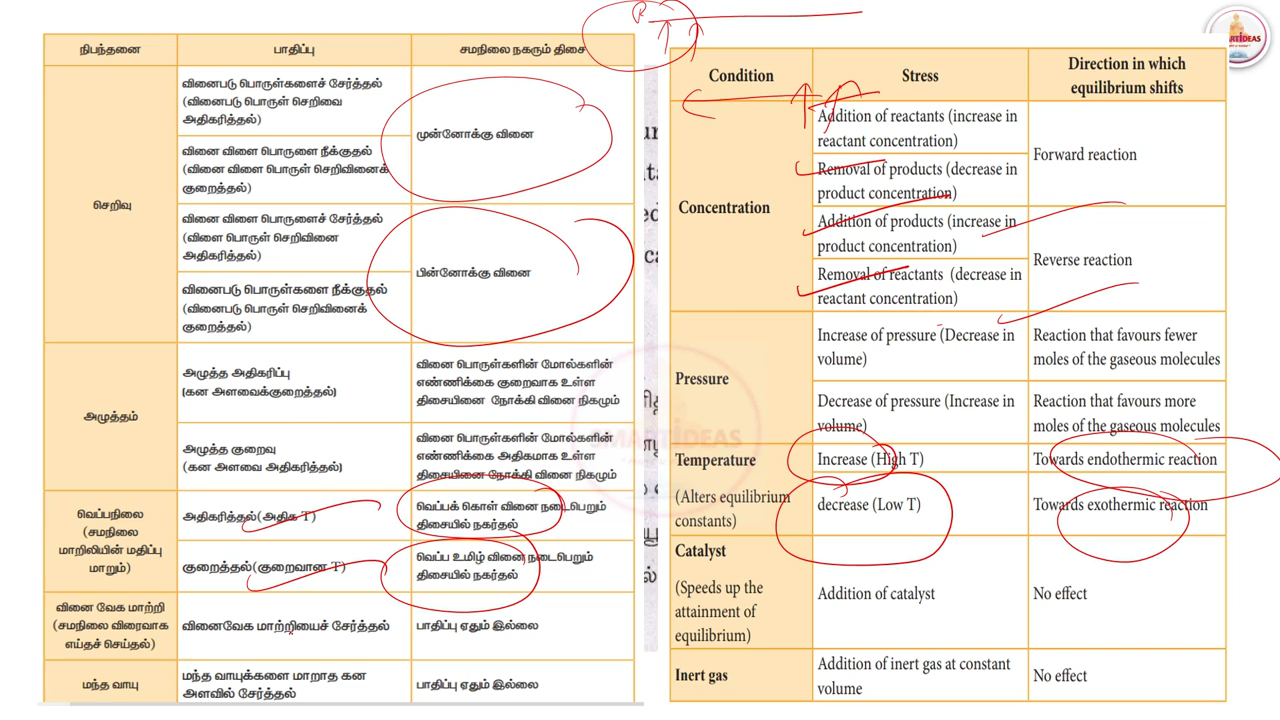 R
நிபந்தனை
பாதிப்பு
சமநிலை நகரும் திசை
செறிவு
வினைபடு பொருள்களைச் சேர்த்தல்
(வினைபடு பொருள் செறிவை
அதிகரித்தல்)
முன்னோக்கு வினை
வினை விளை பொருளை நீக்குதல்
(வினை விளை பொருள் செறிவினைக்
குறைத்தல்)
வினை விளை பொருளைச் சேர்த்தல்
(விளை பொருள் செறிவினை
அதிகரித்தல்)
பின்னோக்கு வினை
வினைபடு பொருள்களை நீக்குதல்
(வினைபடு பொருள் செறிவினைக்
குறைத்தல்)
அழுத்தம்
அழுத்த அதிகரிப்பு
(கன அளவைக்குறைத்தல்)
வினை பொருள்களின் மோல்களின்
எண்ணிக்கை குறைவாக உள்ள
திசையினை நோக்கி வினை நிகழும்
அழுத்த குறைவு
(கன அளவை அதிகரித்தல்)
வினை பொருள்களின் மோல்களின்
எண்ணிக்கை அதிகமாக உள்ள
திசையினை நோக்கி வினை நிகழும்
வெப்பநிலை
(சமநிலை
மாறிலியின் மதிப்பு
மாறும்)
அதிகரித்தல்(அதிக T)
வெப்பக் கொள் வினை நடைபெறும்
திசையில் நகர்தல்
குறைத்தல்(குறைவான T)
வெப்ப உமிழ் வினை நடைபெறும்
திசையில் நகர்தல்
வினை வேக மாற்றி
(சமநிலை விரைவாக
எய்தச் செய்தல்)
வினைவேக மாற்றியைச் சேர்த்தல்
பாதிப்பு ஏதும் இல்லை
மந்த வாயு
மந்த வாயுக்களை மாறாத கன
அளவில் சேர்த்தல்
பாதிப்பு ஏதும் இல்லை
Condition
Stress
Direction in which
equilibrium shifts
Concentration
Addition of reactants (increase in
reactant concentration)
Forward reaction
Removal of products (decrease in
product concentration)
Addition of products (increase in
product concentration)
Reverse reaction
Removal of reactants (decrease in
reactant concentration)
Pressure
Increase of pressure (Decrease in
volume)
Reaction that favours fewer
moles of the gaseous molecules
Decrease of pressure (Increase in
volume)
Reaction that favours more
moles of the gaseous molecules
Temperature
(Alters equilibrium
constants)
Increase (High T)
Towards endothermic reaction
decrease (Low T)
Towards exothermic reaction
Catalyst
(Speeds up the
attainment of
equilibrium)
Addition of catalyst
No effect
Inert gas
Addition of inert gas at constant
volume
No effect
SMARTIDEAS